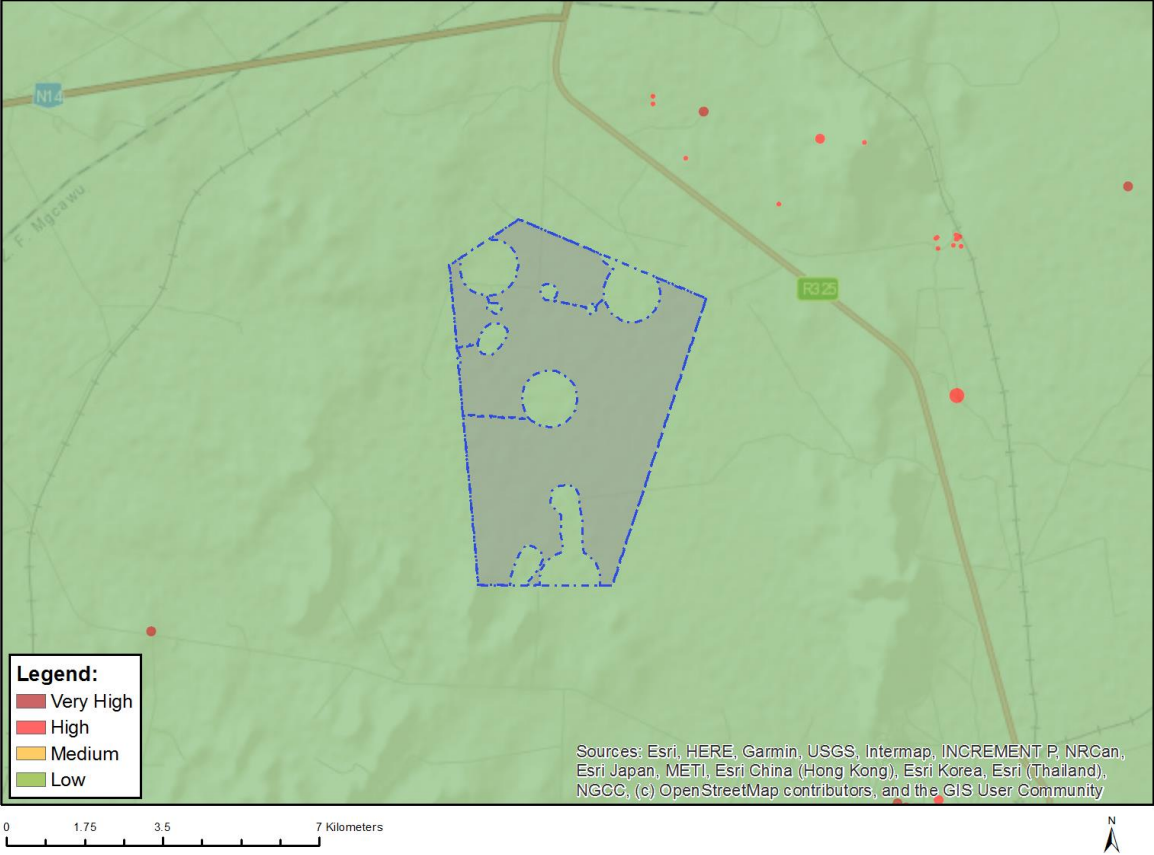 N14
F. Mgcawu
R325
Legend:
Very High
High
Medium
Low
Sources: Esri, HERE, Garmin, USGS, Intermap, INCREMENT P, NRCan,
Esri Japan, METI, Esri China (Hong Kong), Esri Korea, Esri (Thailand),
NGCC, (c) OpenStreetMap contributors, and the GIS User Community
0 1.75 3.5 7 Kilometers
N